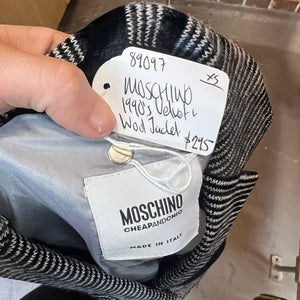 89097
XS
MOSCHINO
1990's Velvet &
Wool Jacket
$295
MOSCHINO
CHEAPANDCHIC
MADE IN ITALY